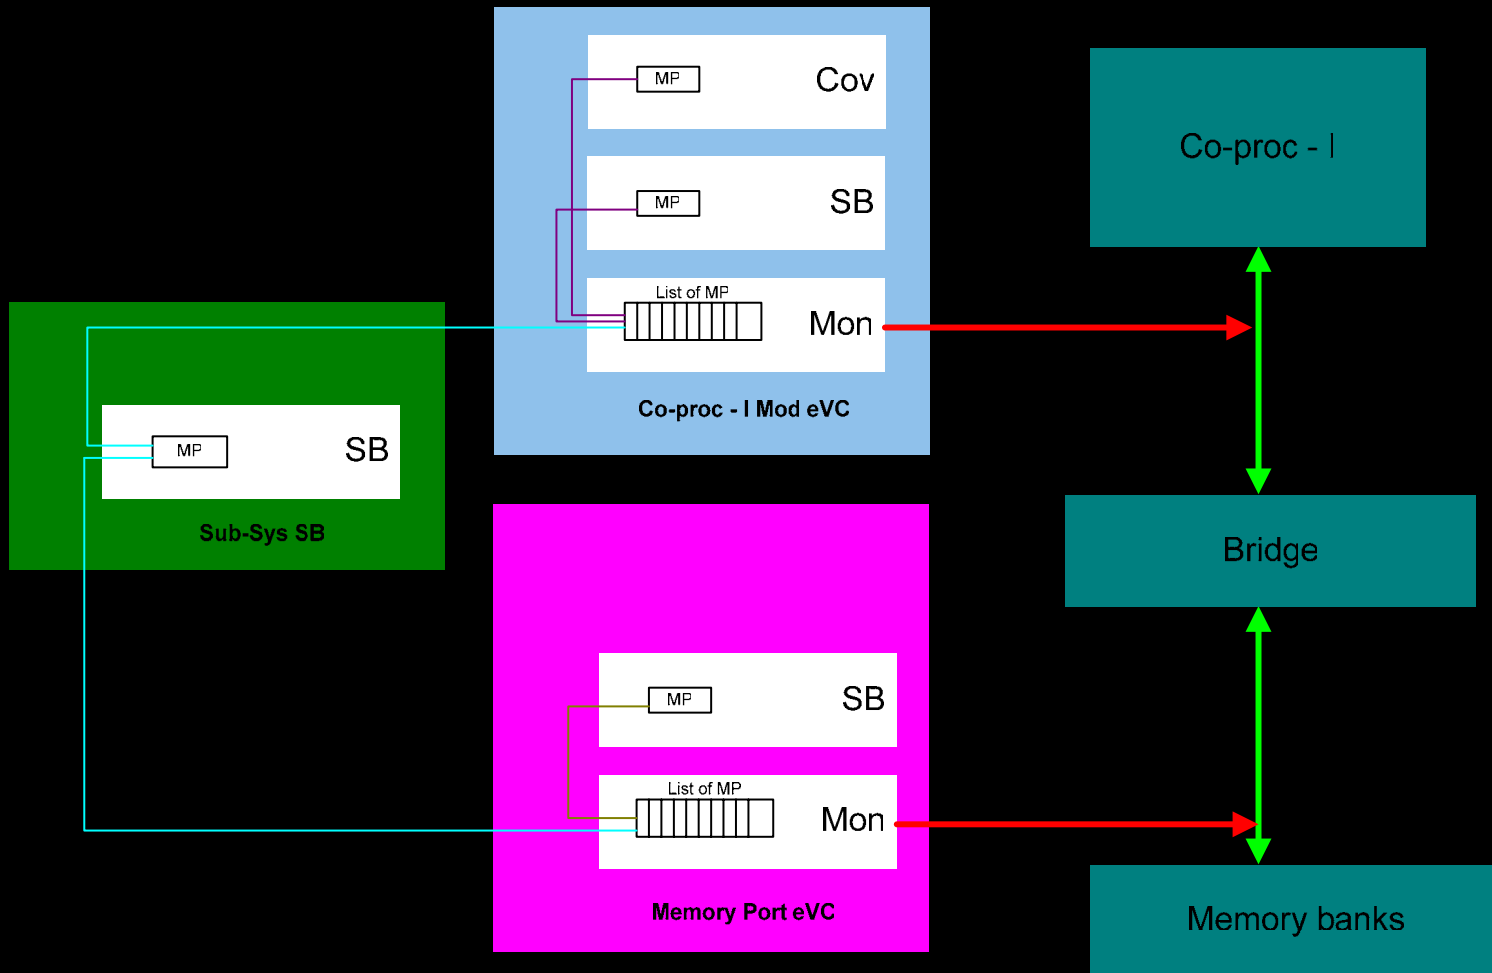 MP
Cov
Co-proc - I
MP
SB
List of MP
Mon
Co-proc - I Mod eVC
MP
SB
Sub-Sys SB
Bridge
MP
SB
List of MP
Mon
Memory Port eVC
Memory banks